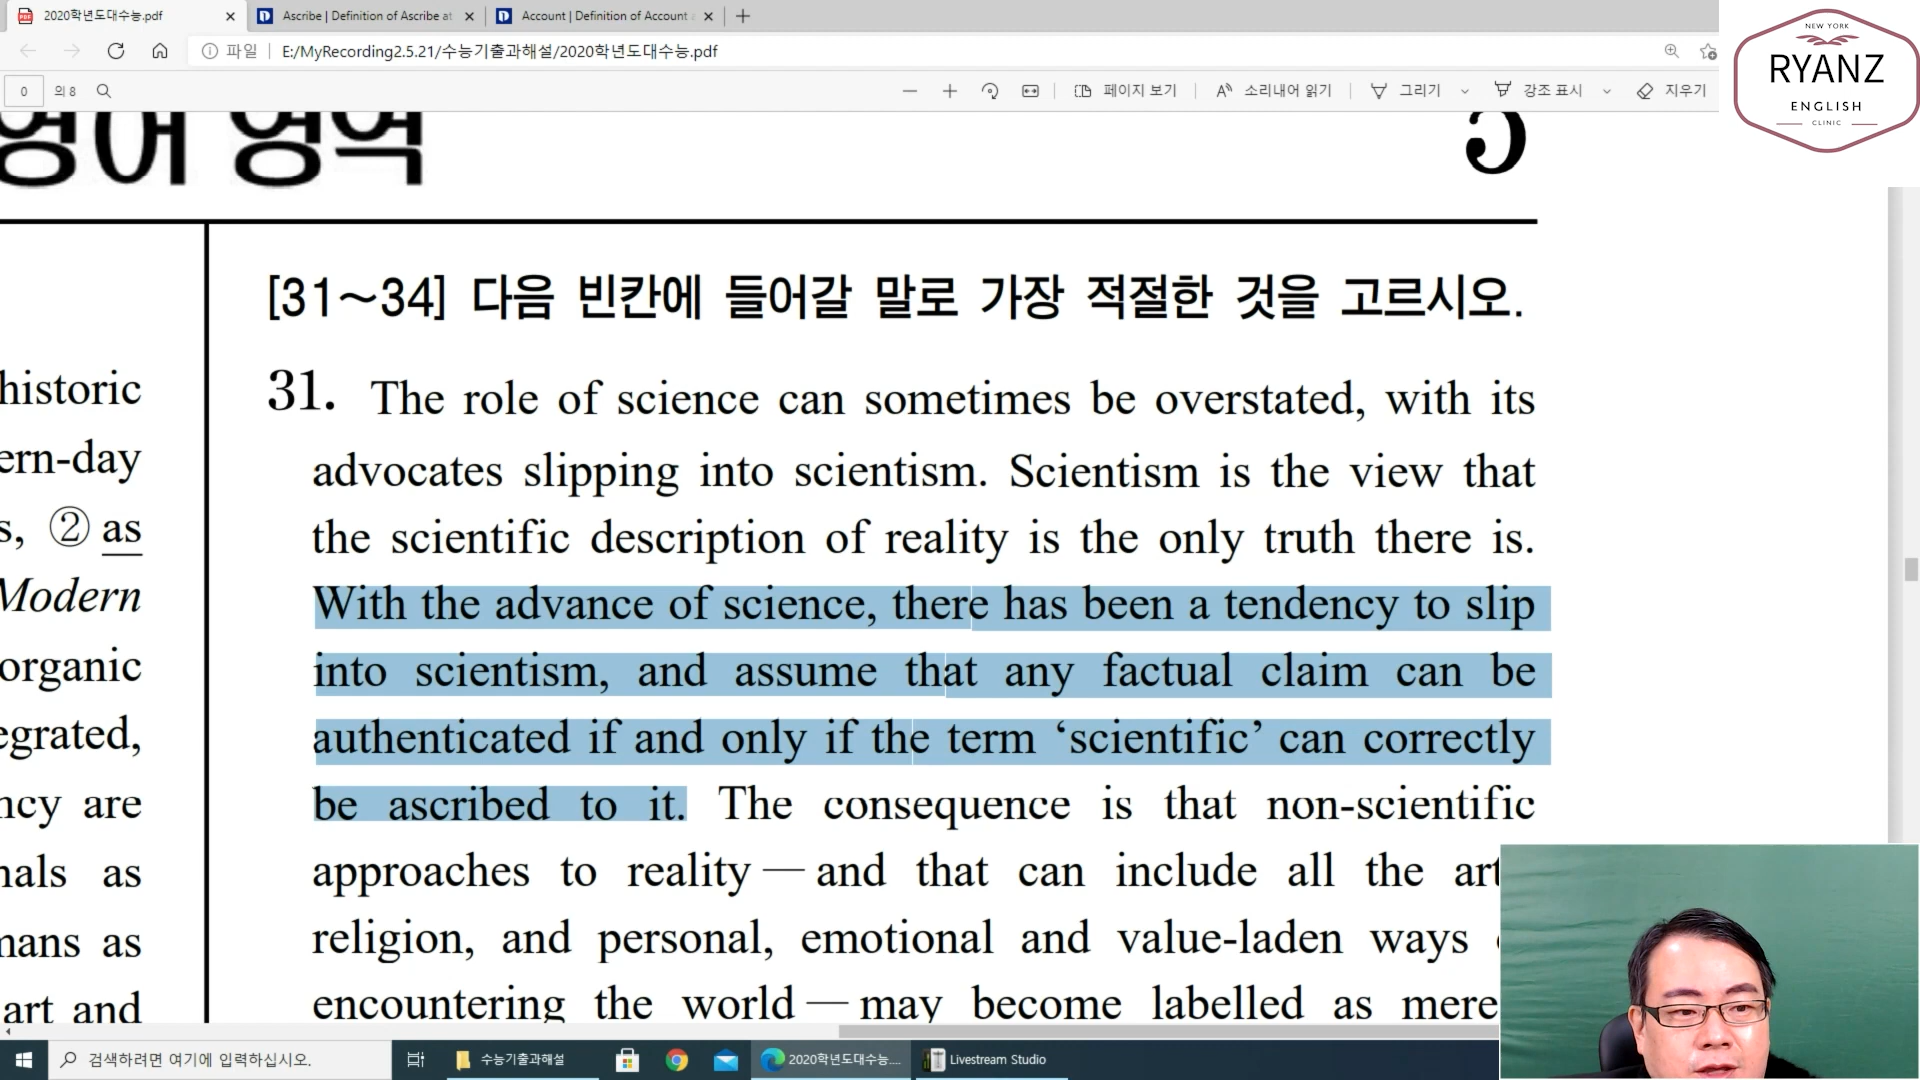 2020학년도대수능.pdf
Ascribe | Definition of Ascribe at
Account | Definition of Account
파일
E:/MyRecording2.5.21/수능기출과해설/2020학년도대수능.pdf
0 의 8
페이지 보기
소리내어 읽기
그리기
강조 표시
지우기
NEW YORK
RYANZ
ENGLISH
CLINIC
영어 영역
5
historic
ern-day
s, ② as
Modern
organic
egrated,
ncy are
nals as
mans as
art and
[31～34] 다음 빈칸에 들어갈 말로 가장 적절한 것을 고르시오.
31. The role of science can sometimes be overstated, with its
advocates slipping into scientism. Scientism is the view that
the scientific description of reality is the only truth there is.
With the advance of science, there has been a tendency to slip
into scientism, and assume that any factual claim can be
authenticated if and only if the term ‘scientific’ can correctly
be ascribed to it. The consequence is that non-scientific
approaches to reality — and that can include all the art
religion, and personal, emotional and value-laden ways
encountering the world — may become labelled as mere
검색하려면 여기에 입력하십시오.
수능기출과해설
2020학년도대수능....
Livestream Studio